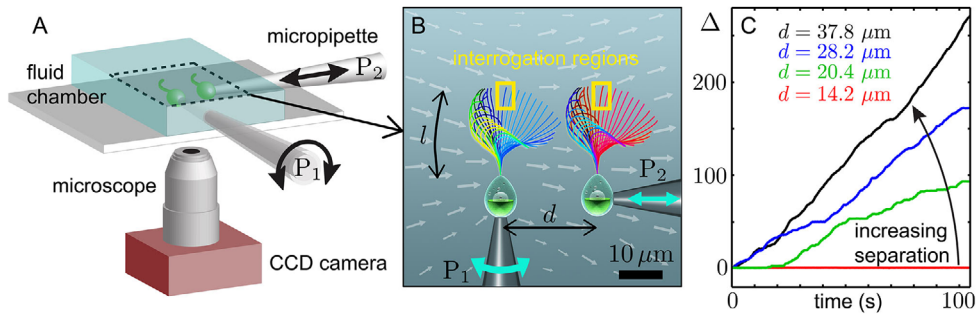 A
micropipette
P₂
fluid
chamber
P₁
microscope
CCD camera
B
interrogation regions
l
P₂
d
P₁
10 μm
Δ
C
d = 37.8 μm
d = 28.2 μm
d = 20.4 μm
d = 14.2 μm
200
100
0
increasing
separation
0
time (s)
100